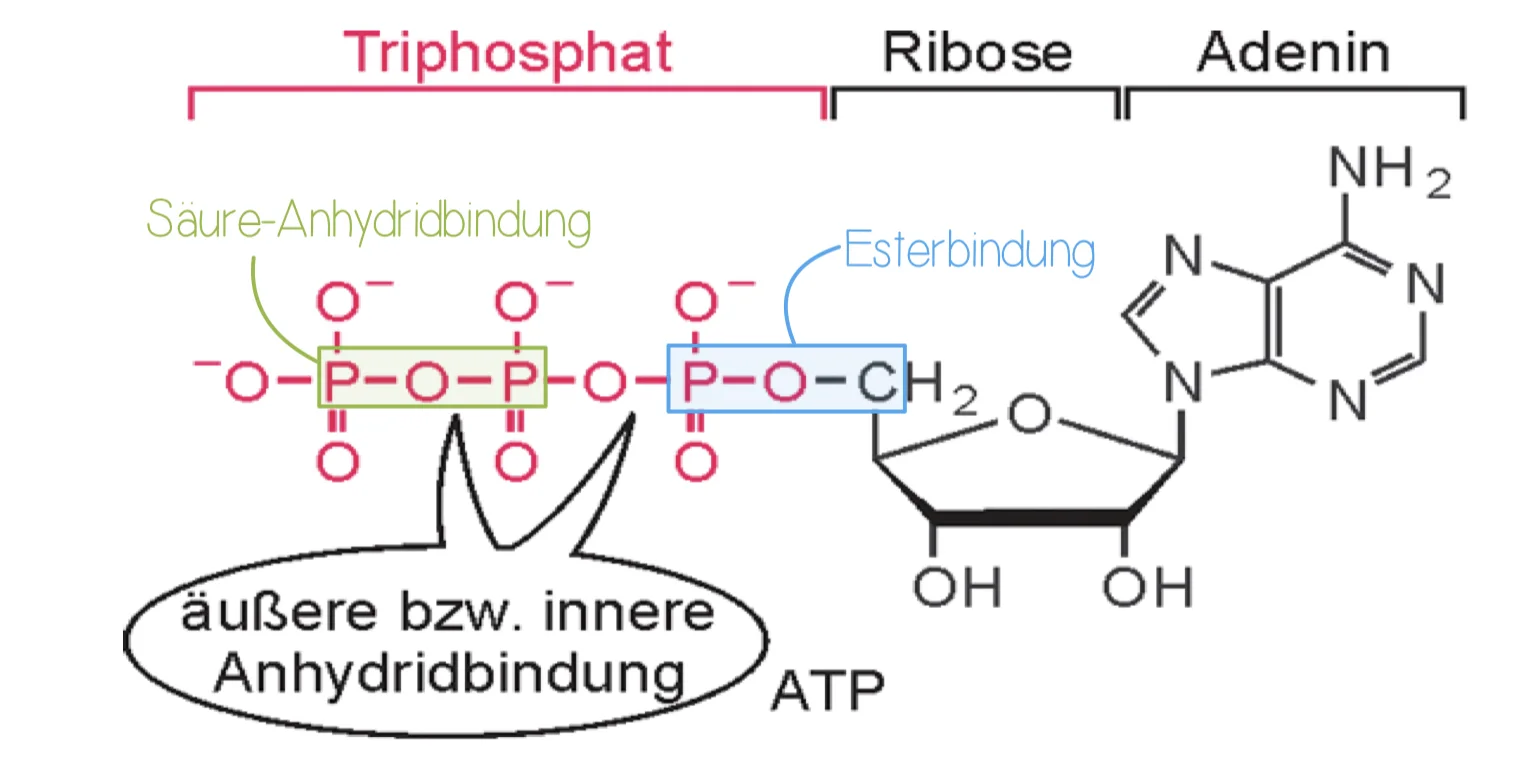 Triphosphat Ribose Adenin
NH2
Säure-Anhydridbindung
Esterbindung
N N
O− O− O−
−O–P–O–P–O–P–O–CH2 N N
O O O O
OH OH
äußere bzw. innere
Anhydridbindung
ATP